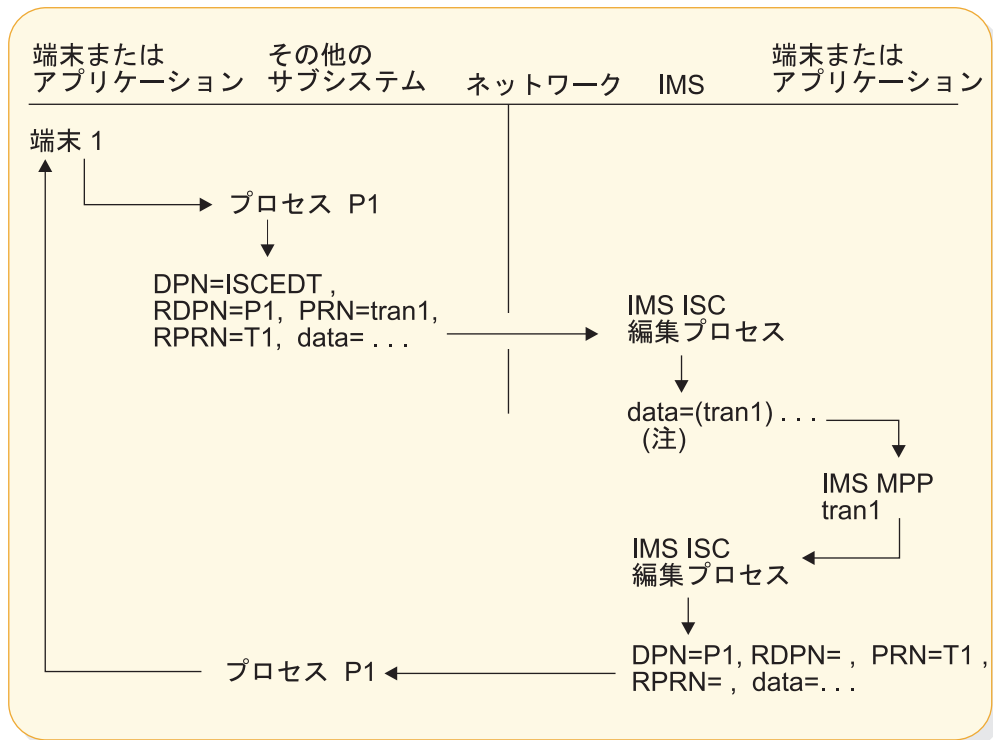 端末または
アプリケーション
その他の
サブシステム
ネットワーク
IMS
端末または
アプリケーション
端末 1
プロセス P1
DPN=ISCEDT ,
RDPN=P1, PRN=tran1,
RPRN=T1, data= . . .
IMS ISC
編集プロセス
data=(tran1) . . .
(注)
IMS MPP
tran1
IMS ISC
編集プロセス
DPN=P1, RDPN= , PRN=T1 ,
RPRN= , data=. . .
プロセス P1